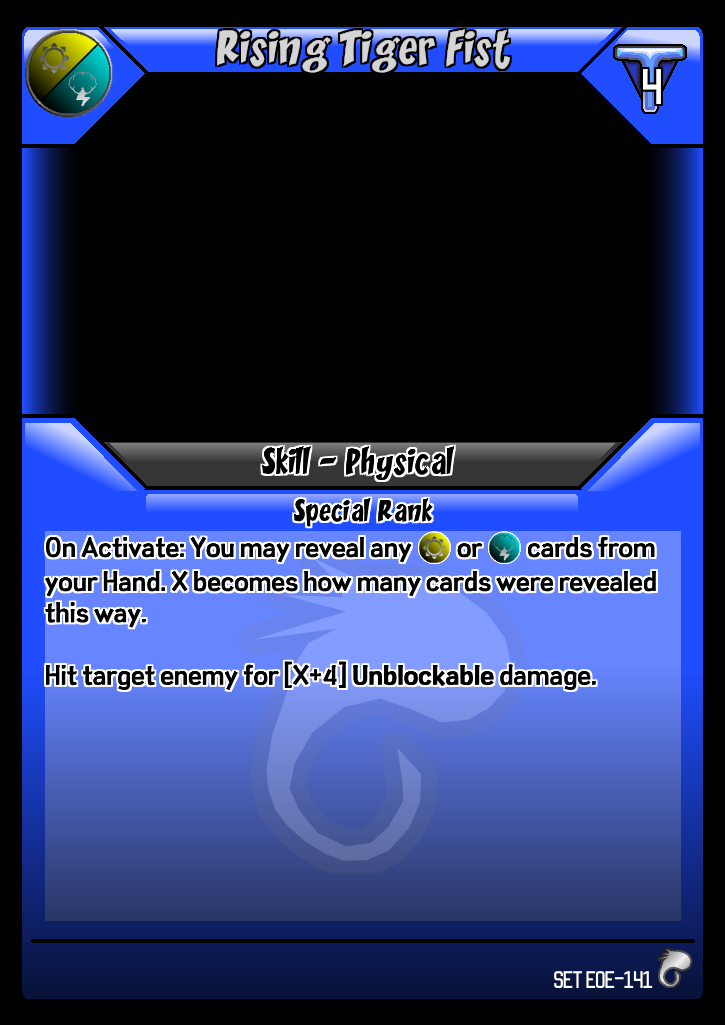 Rising Tiger Fist
4
Skill - Physical
Special Rank
On Activate: You may reveal any or cards from
your Hand. X becomes how many cards were revealed
this way.
Hit target enemy for [X+4] Unblockable damage.
SET EOE-141